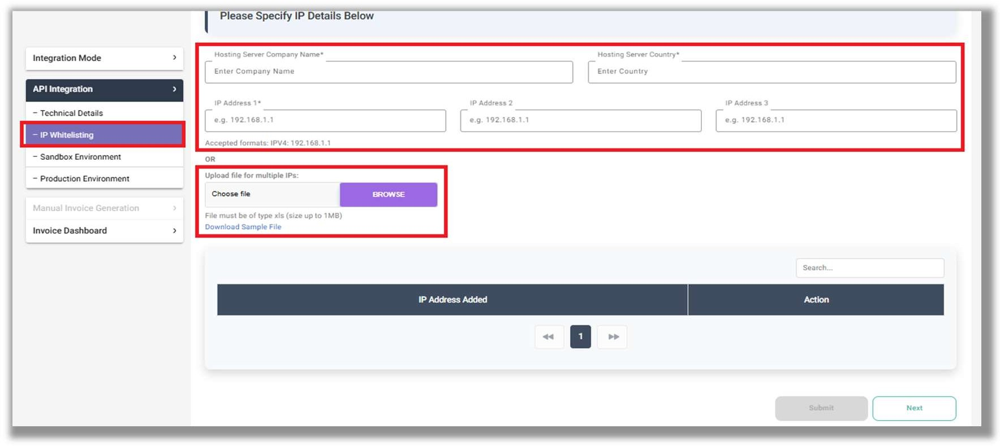 Please Specify IP Details Below
Integration Mode
API Integration
– Technical Details
– IP Whitelisting
– Sandbox Environment
– Production Environment
Manual Invoice Generation
Invoice Dashboard
Hosting Server Company Name*
Enter Company Name
Hosting Server Country*
Enter Country
IP Address 1*
e.g. 192.168.1.1
IP Address 2
e.g. 192.168.1.1
IP Address 3
e.g. 192.168.1.1
Accepted formats: IPV4: 192.168.1.1
OR
Upload file for multiple IPs:
Choose file
BROWSE
File must be of type xls (size up to 1MB)
Download Sample File
Search...
IP Address Added
Action
1
Submit
Next